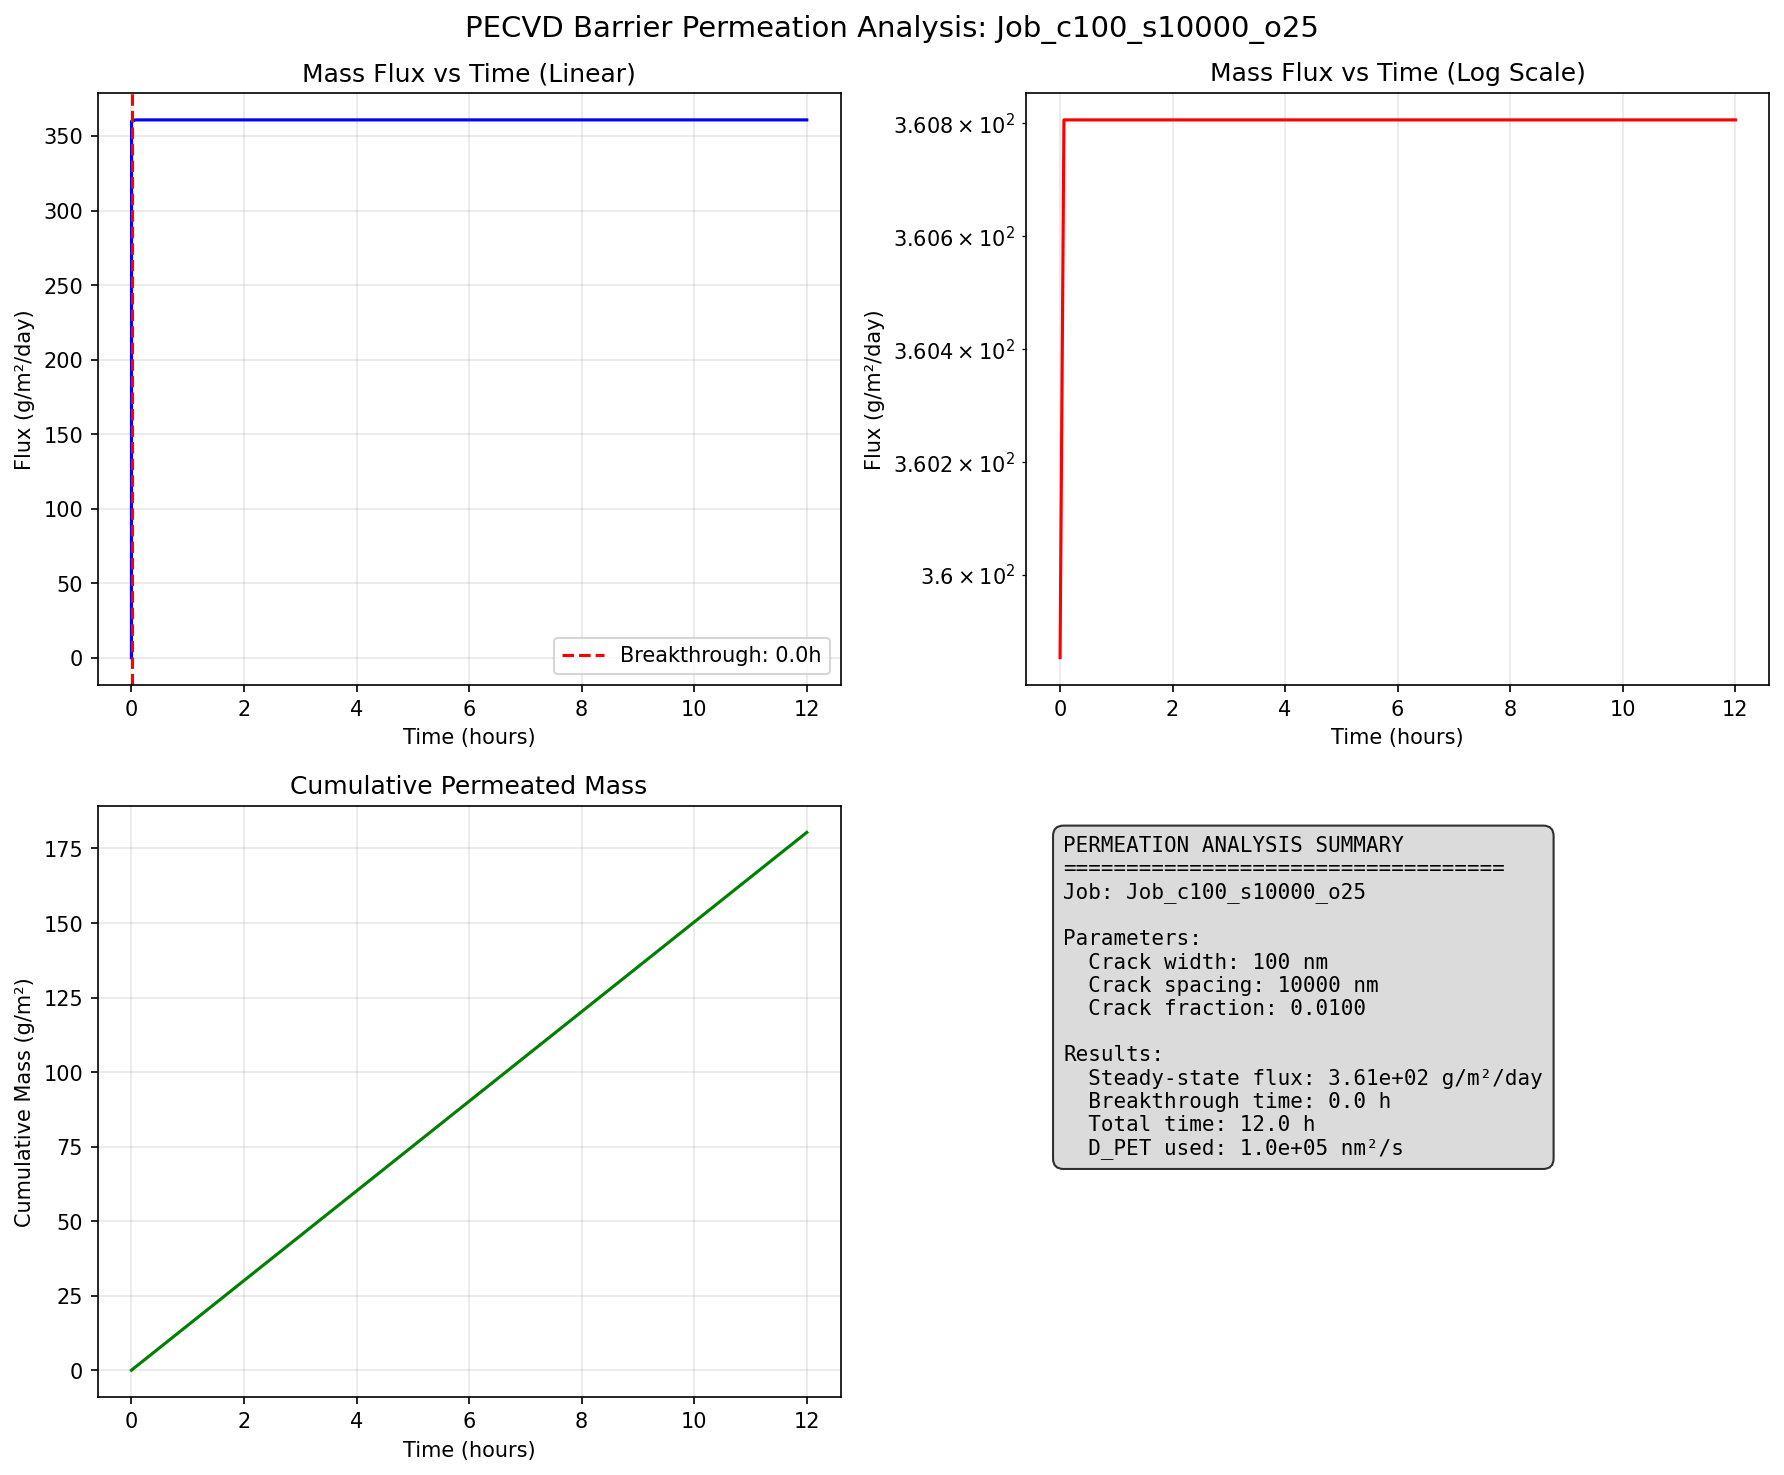 PECVD Barrier Permeation Analysis: Job_c100_s10000_o25
Mass Flux vs Time (Linear)
Flux (g/m²/day)
350
300
250
200
150
100
50
0
Breakthrough: 0.0h
0 2 4 6 8 10 12
Time (hours)
Mass Flux vs Time (Log Scale)
Flux (g/m²/day)
3.608 × 10²
3.606 × 10²
3.604 × 10²
3.602 × 10²
3.6 × 10²
0 2 4 6 8 10 12
Time (hours)
Cumulative Permeated Mass
Cumulative Mass (g/m²)
175
150
125
100
75
50
25
0
0 2 4 6 8 10 12
Time (hours)
PERMEATION ANALYSIS SUMMARY
===================================
Job: Job_c100_s10000_o25
Parameters:
Crack width: 100 nm
Crack spacing: 10000 nm
Crack fraction: 0.0100
Results:
Steady-state flux: 3.61e+02 g/m²/day
Breakthrough time: 0.0 h
Total time: 12.0 h
D_PET used: 1.0e+05 nm²/s